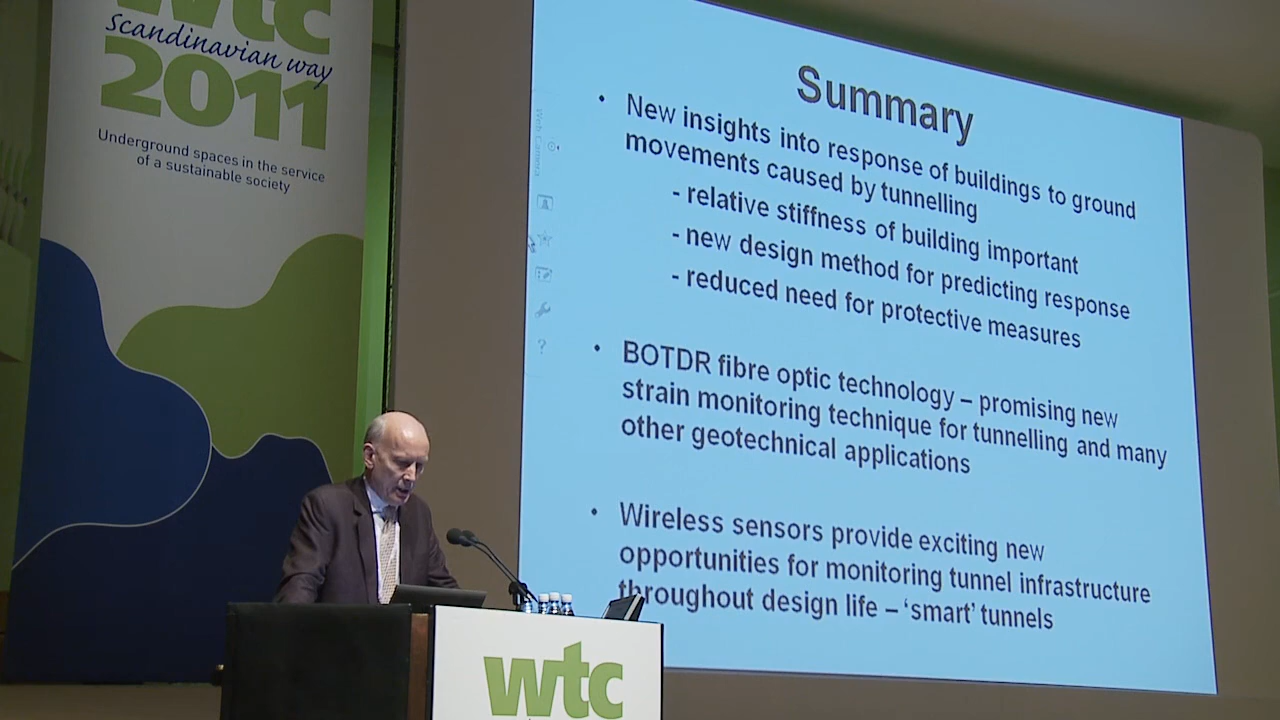 wtc
Scandinavian way
2011
Underground spaces in the service
of a sustainable society
Summary
• New insights into response of buildings to ground
movements caused by tunnelling
- relative stiffness of building important
- new design method for predicting response
- reduced need for protective measures
• BOTDR fibre optic technology – promising new
strain monitoring technique for tunnelling and many
other geotechnical applications
• Wireless sensors provide exciting new
opportunities for monitoring tunnel infrastructure
throughout design life – ‘smart’ tunnels
Web Camera
?
wtc